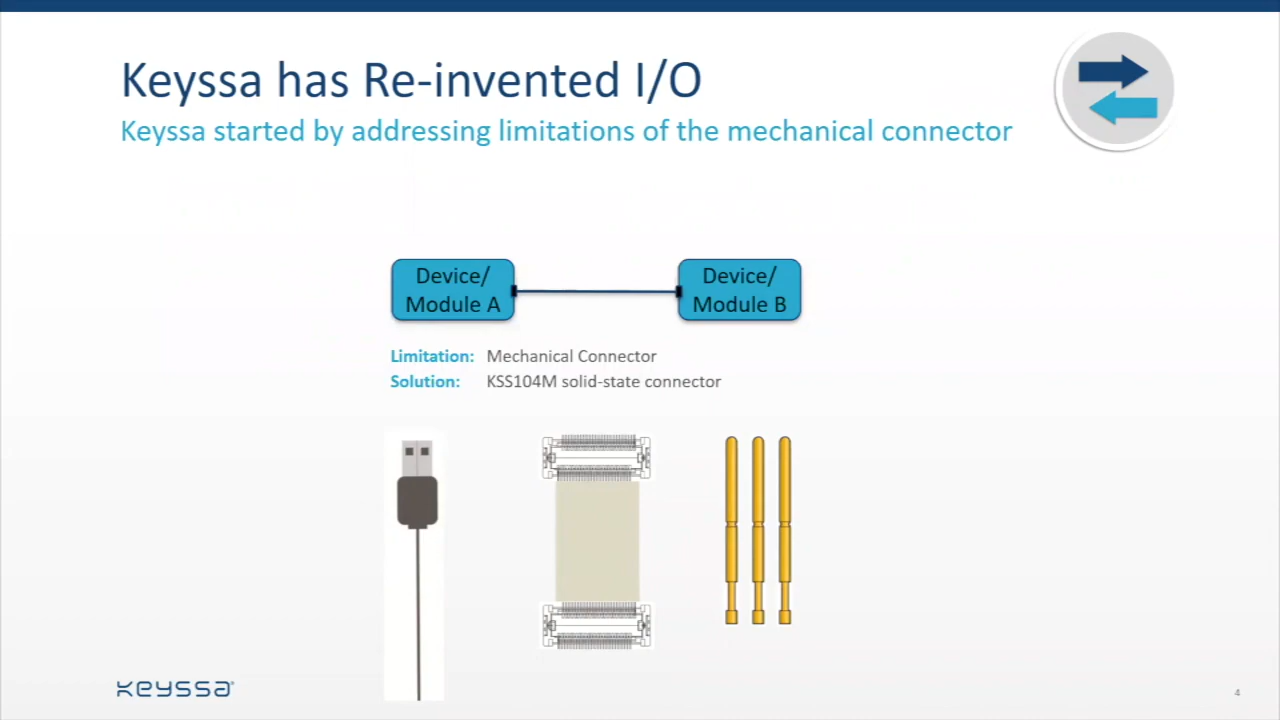 Keyssa has Re-invented I/O
Keyssa started by addressing limitations of the mechanical connector
Device/
Module A
Device/
Module B
Limitation: Mechanical Connector
Solution: KSS104M solid-state connector
keyssa
4